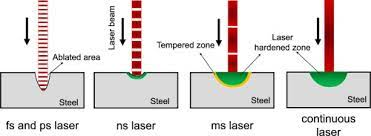 Ablated area
Steel
fs and ps laser
Laser beam
Steel
ns laser
Tempered zone
Steel
ms laser
Laser
hardened zone
Steel
continuous
laser